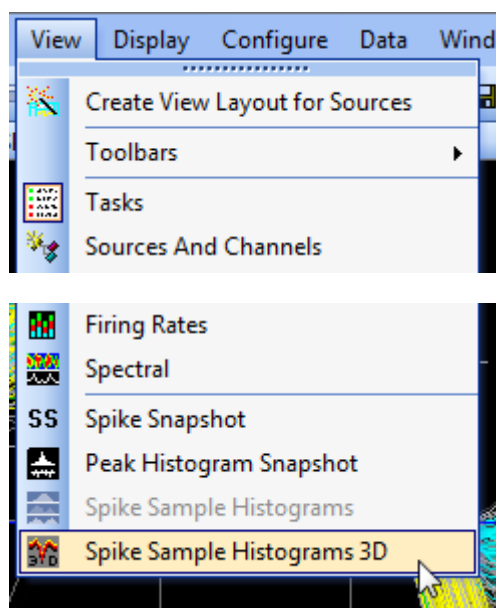 View Display Configure Data Wind
Create View Layout for Sources
Toolbars
Tasks
Sources And Channels
Firing Rates
Spectral
SS Spike Snapshot
Peak Histogram Snapshot
Spike Sample Histograms
3D Spike Sample Histograms 3D